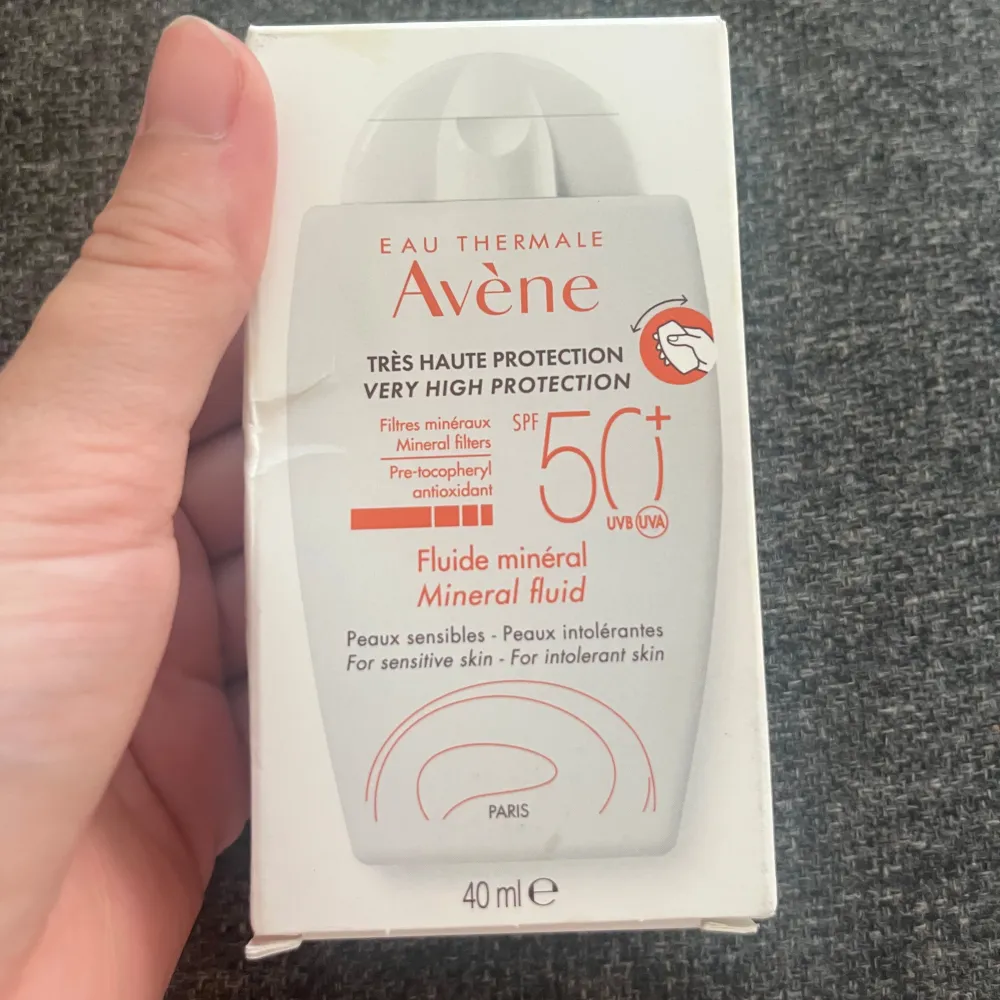 EAU THERMALE
Avène
TRÈS HAUTE PROTECTION
VERY HIGH PROTECTION
Filtres minéraux
Mineral filters
Pre-tocopheryl
antioxidant
SPF 50+
UVB UVA
Fluide minéral
Mineral fluid
Peaux sensibles - Peaux intolérantes
For sensitive skin - For intolerant skin
PARIS
40 ml e